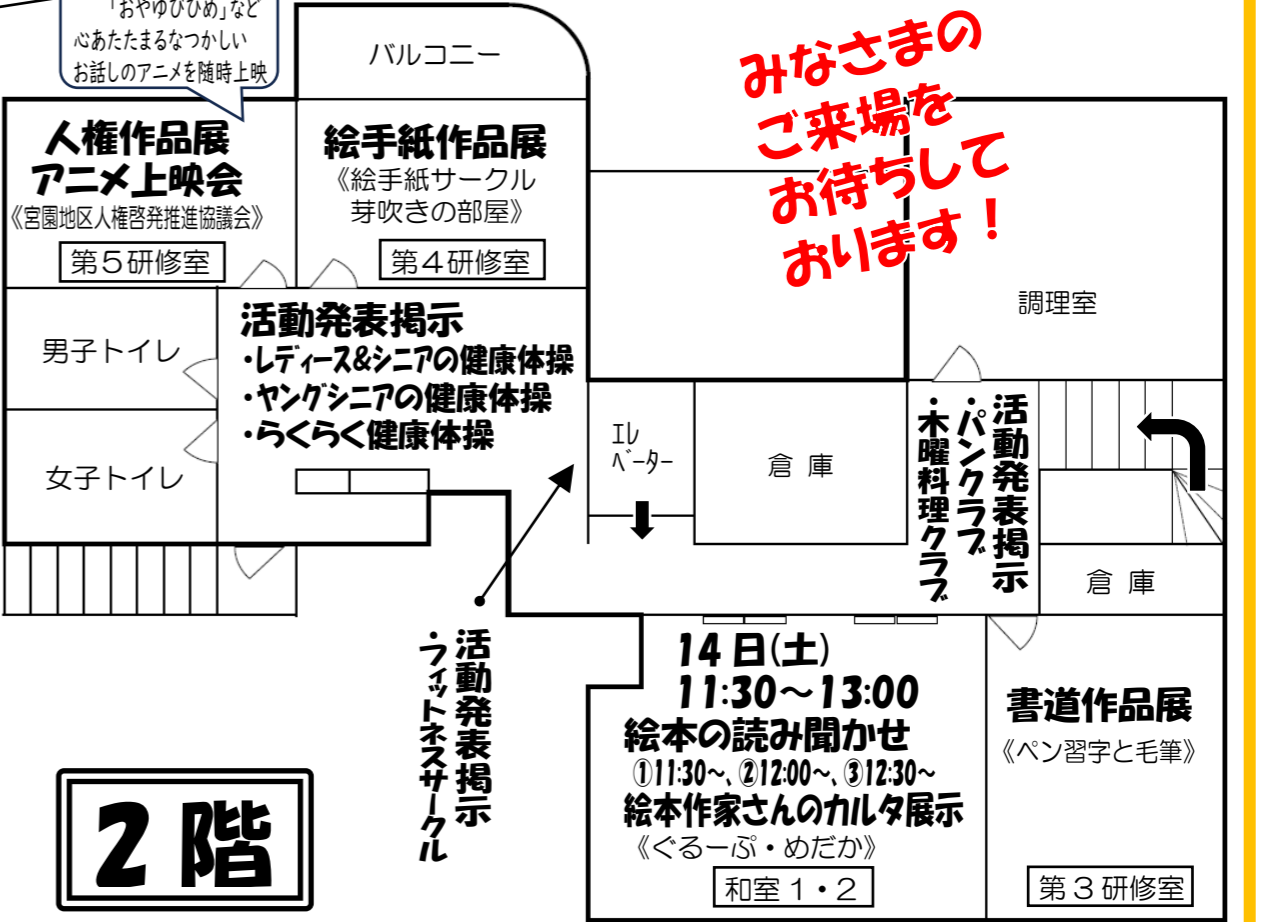 「おやゆびひめ」など
心あたたまるなつかしい
お話しのアニメを随時上映
バルコニー
みなさまの
ご来場を
お待ちして
おります！
人権作品展
アニメ上映会
《宮園地区人権啓発推進協議会》
第５研修室
絵手紙作品展
《絵手紙サークル
芽吹きの部屋》
第４研修室
調理室
男子トイレ
女子トイレ
活動発表掲示
・レディース&シニアの健康体操
・ヤングシニアの健康体操
・らくらく健康体操
エレ
ベーター
倉 庫
活動発表掲示
・パンクラブ
・木曜料理クラブ
倉 庫
活動発表掲示
・フィットネスサークル
14 日(土)
11:30～13:00
絵本の読み聞かせ
①11:30～、②12:00～、③12:30～
絵本作家さんのカルタ展示
《ぐるーぷ・めだか》
和室１・２
書道作品展
《ペン習字と毛筆》
第３研修室
２階